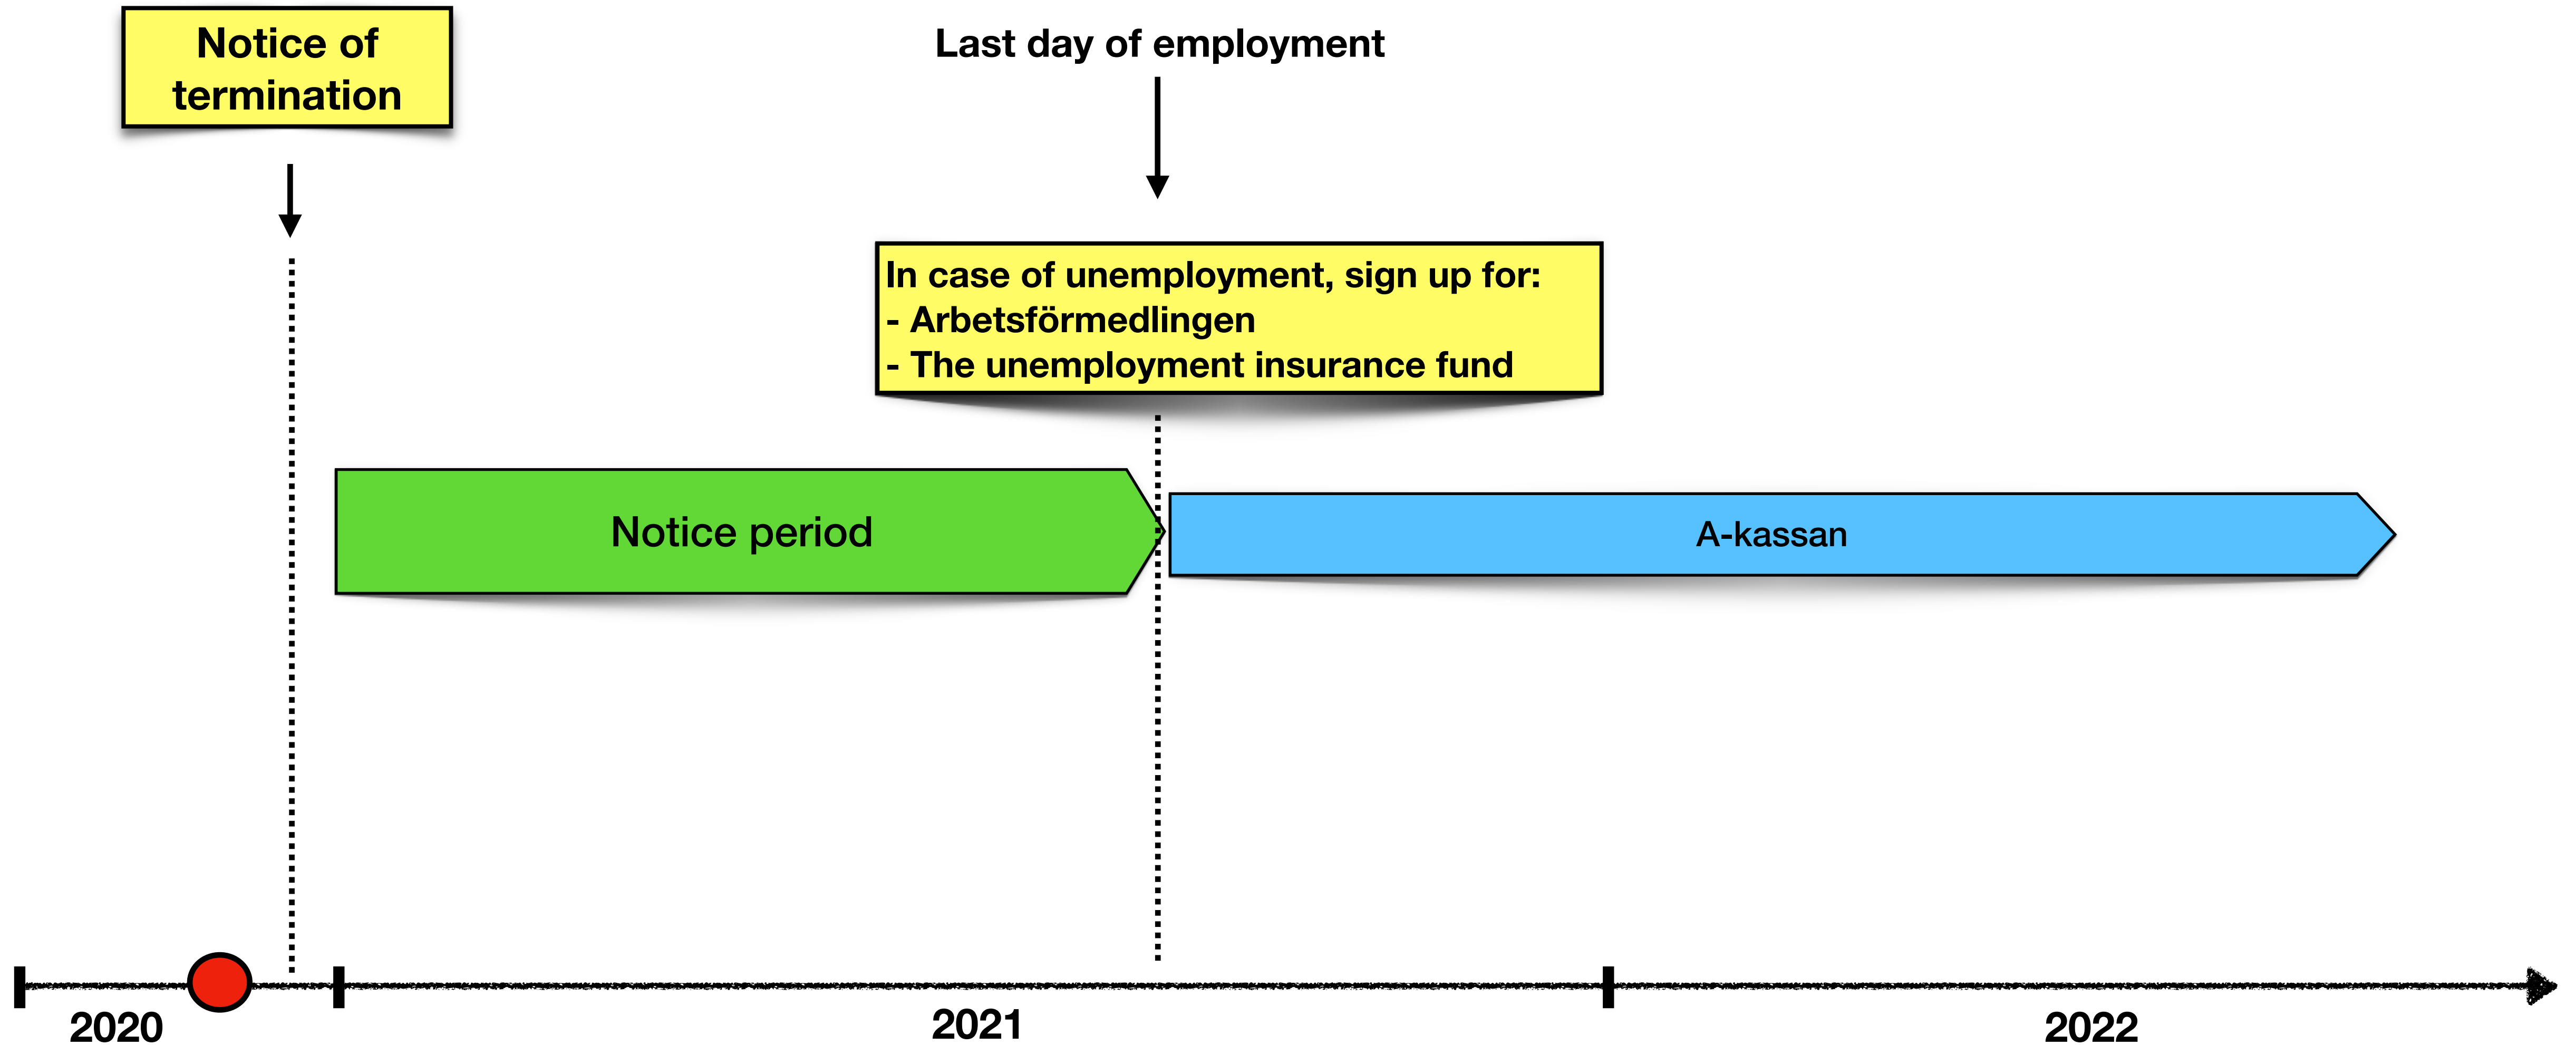 Notice of
termination
Last day of employment
In case of unemployment, sign up for:
- Arbetsförmedlingen
- The unemployment insurance fund
Notice period
A-kassan
2020
2021
2022